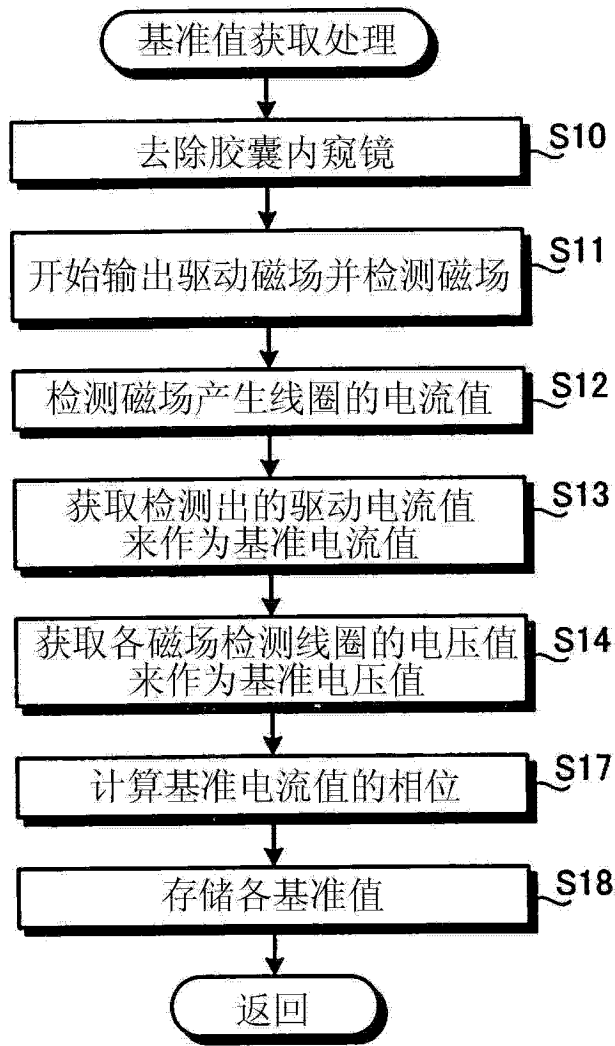 基准值获取处理
去除胶囊内窥镜
S10
开始输出驱动磁场并检测磁场
S11
检测磁场产生线圈的电流值
S12
获取检测出的驱动电流值
来作为基准电流值
S13
获取各磁场检测线圈的电压值
来作为基准电压值
S14
计算基准电流值的相位
S17
存储各基准值
S18
返回